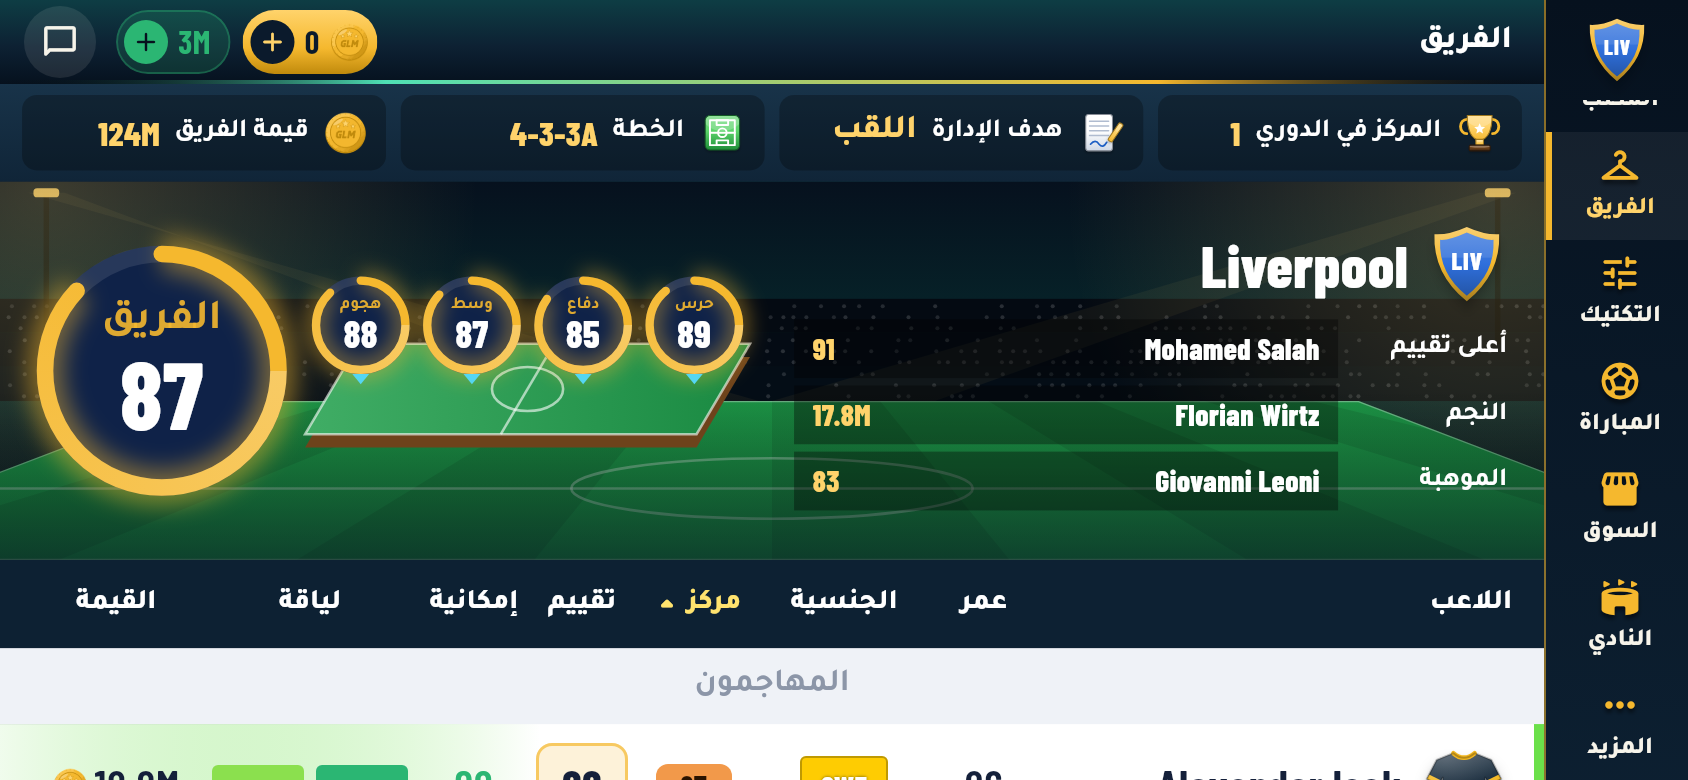 الفريق
GLM 0
3M
LIV
المركز في الدوري 1
هدف الإدارة اللقب
الخطة 4-3-3A
GLM قيمة الفريق 124M
الفريق
التكتيك
المباراة
السوق
النادي
المزيد
LIV
Liverpool
أعلى تقييم Mohamed Salah 91
النجم Florian Wirtz 17.8M
الموهبة Giovanni Leoni 83
حرس 89
دفاع 85
وسط 87
هجوم 88
الفريق
87
اللاعب عمر الجنسية مركز تقييم إمكانية لياقة القيمة
المهاجمون